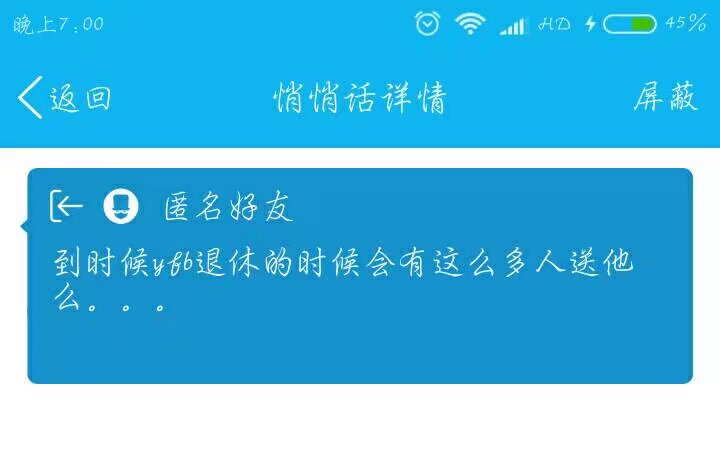 晚上7:00 HD 45%
返回 悄悄话详情 屏蔽
匿名好友
到时候yfb退休的时候会有这么多人送他
么。。。